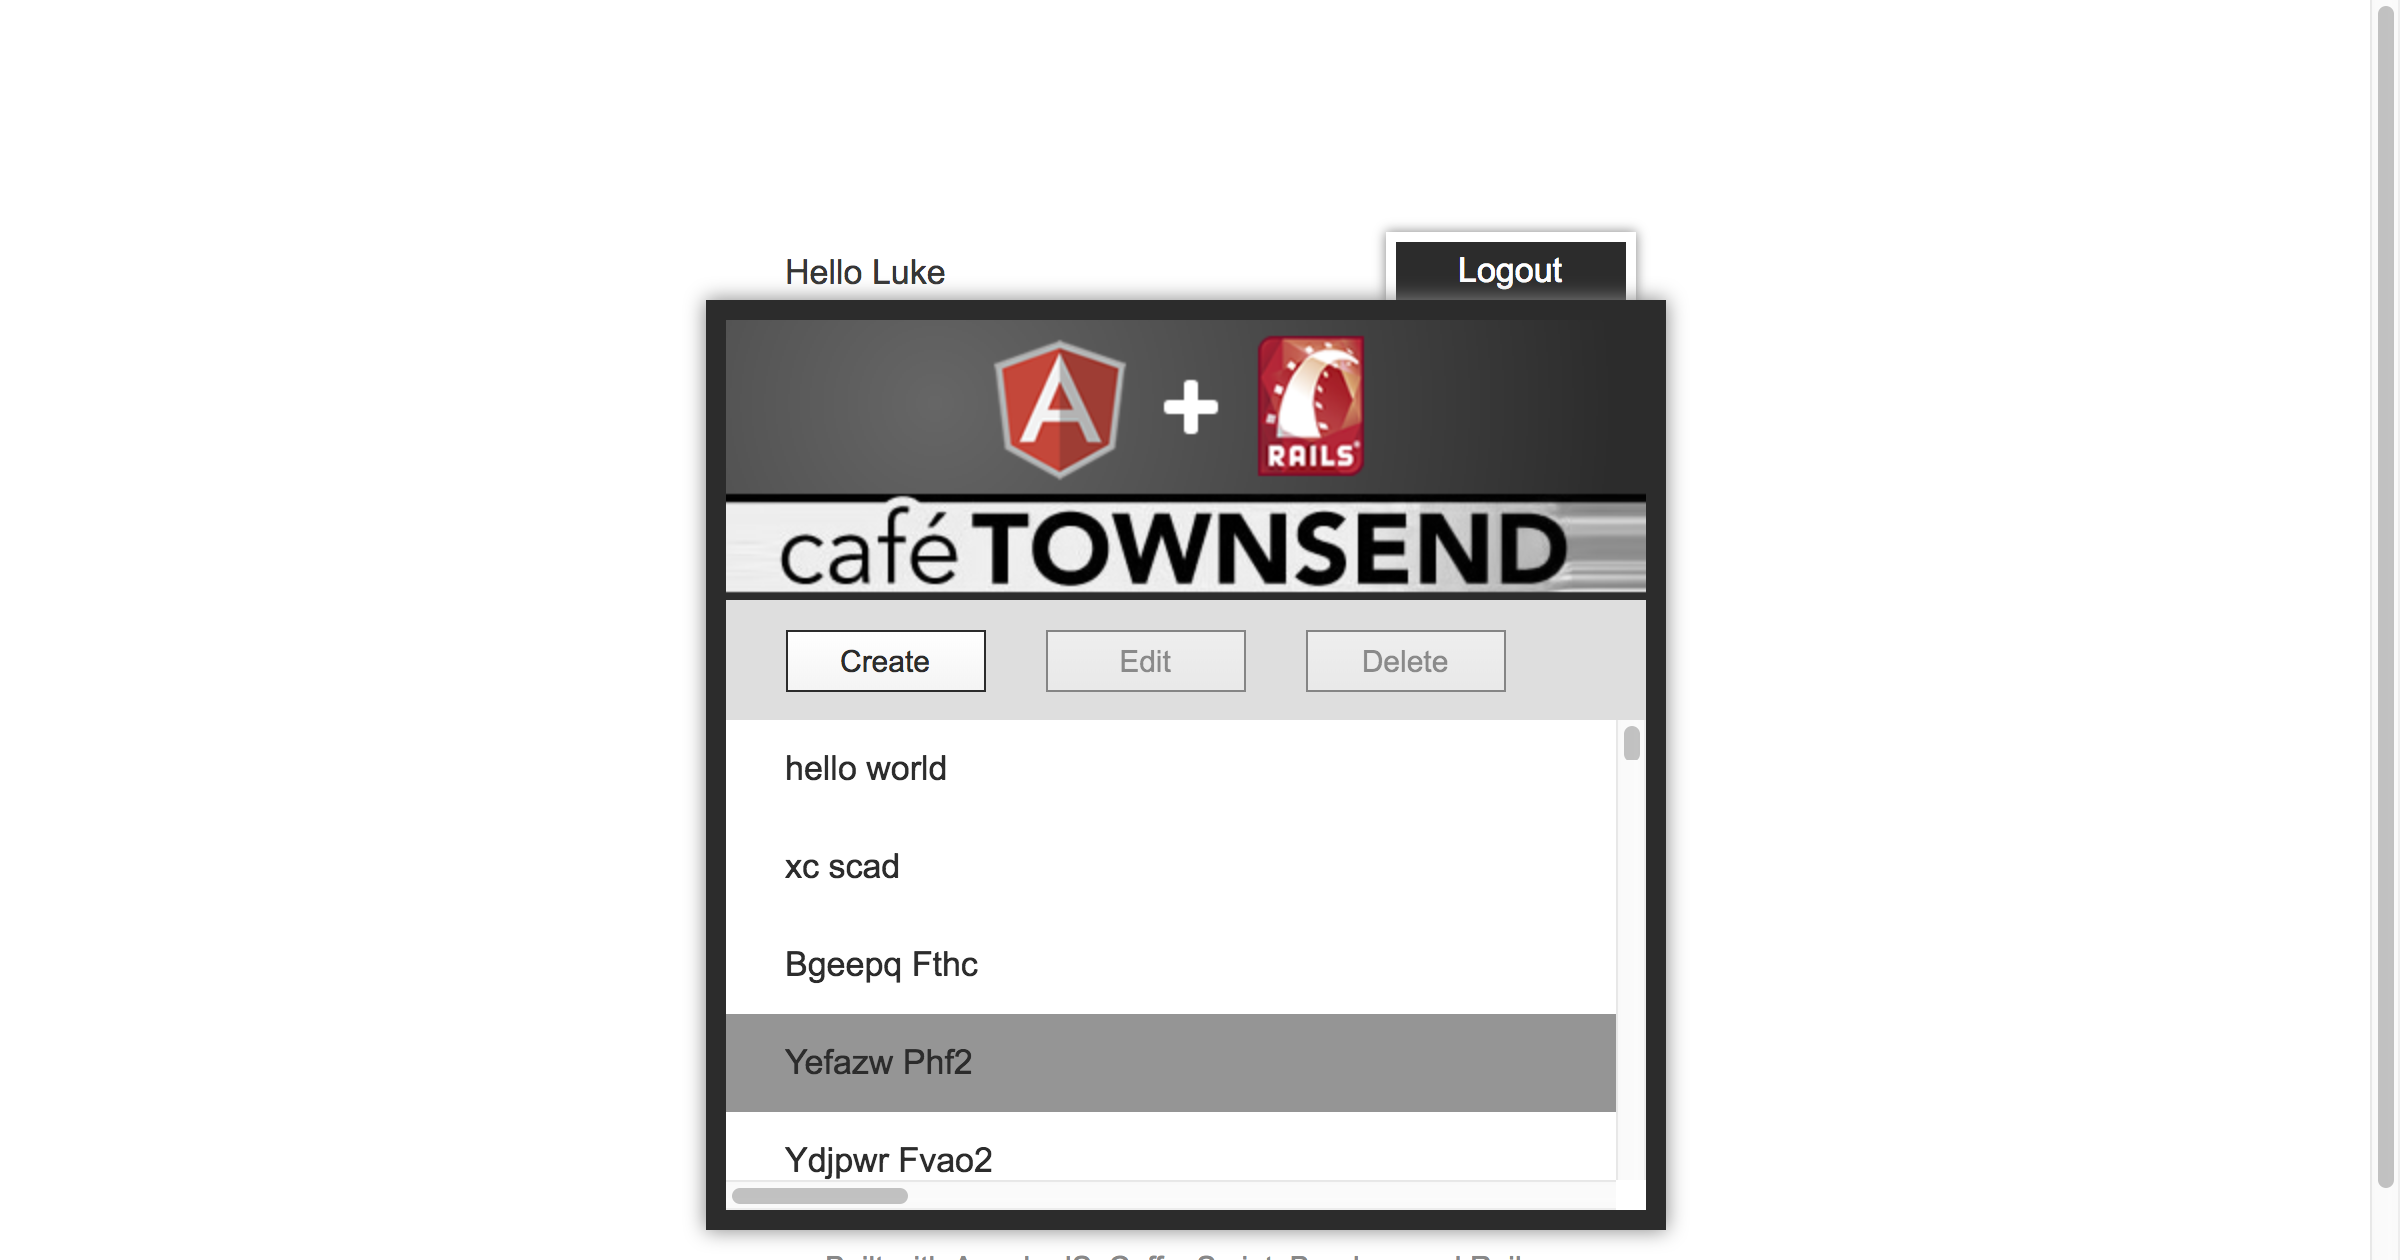 Hello Luke
Logout
A
RAILS
café TOWNSEND
Create
Edit
Delete
hello world
xc scad
Bgeepq Fthc
Yefazw Phf2
Ydjpwr Fvao2